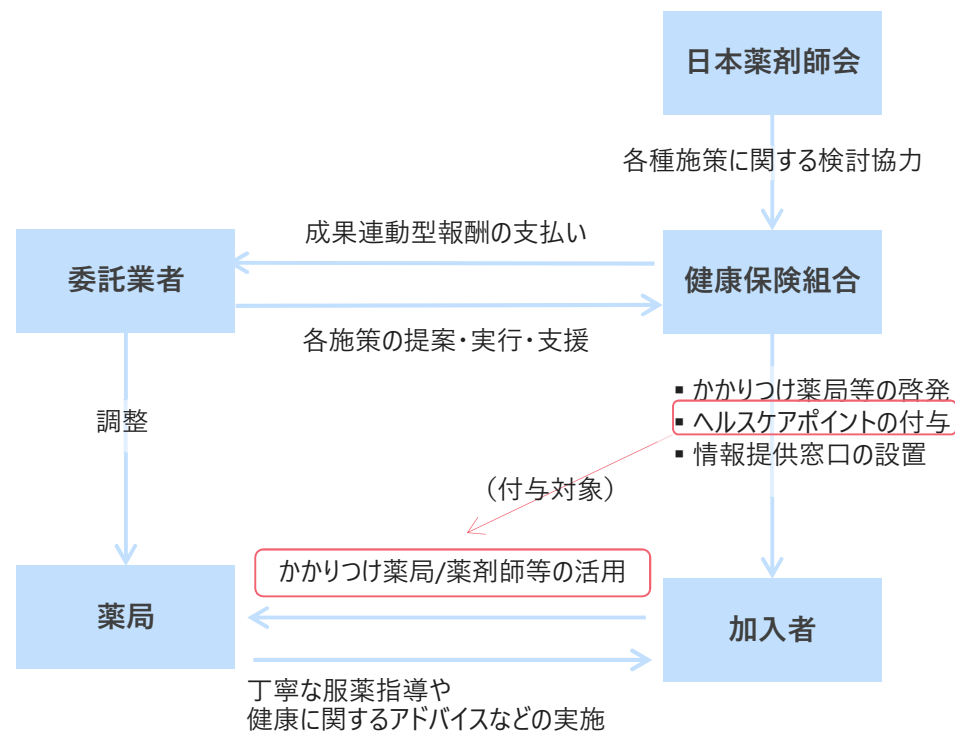 日本薬剤師会
各種施策に関する検討協力
成果連動型報酬の支払い
委託業者
健康保険組合
各施策の提案・実行・支援
▪ かかりつけ薬局等の啓発
▪ ヘルスケアポイントの付与
▪ 情報提供窓口の設置
調整
（付与対象）
かかりつけ薬局/薬剤師等の活用
薬局
加入者
丁寧な服薬指導や
健康に関するアドバイスなどの実施